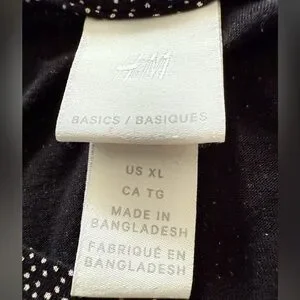 H&M
BASICS / BASIQUES
US XL
CA TG
MADE IN
BANGLADESH
FABRIQUÉ EN
BANGLADESH